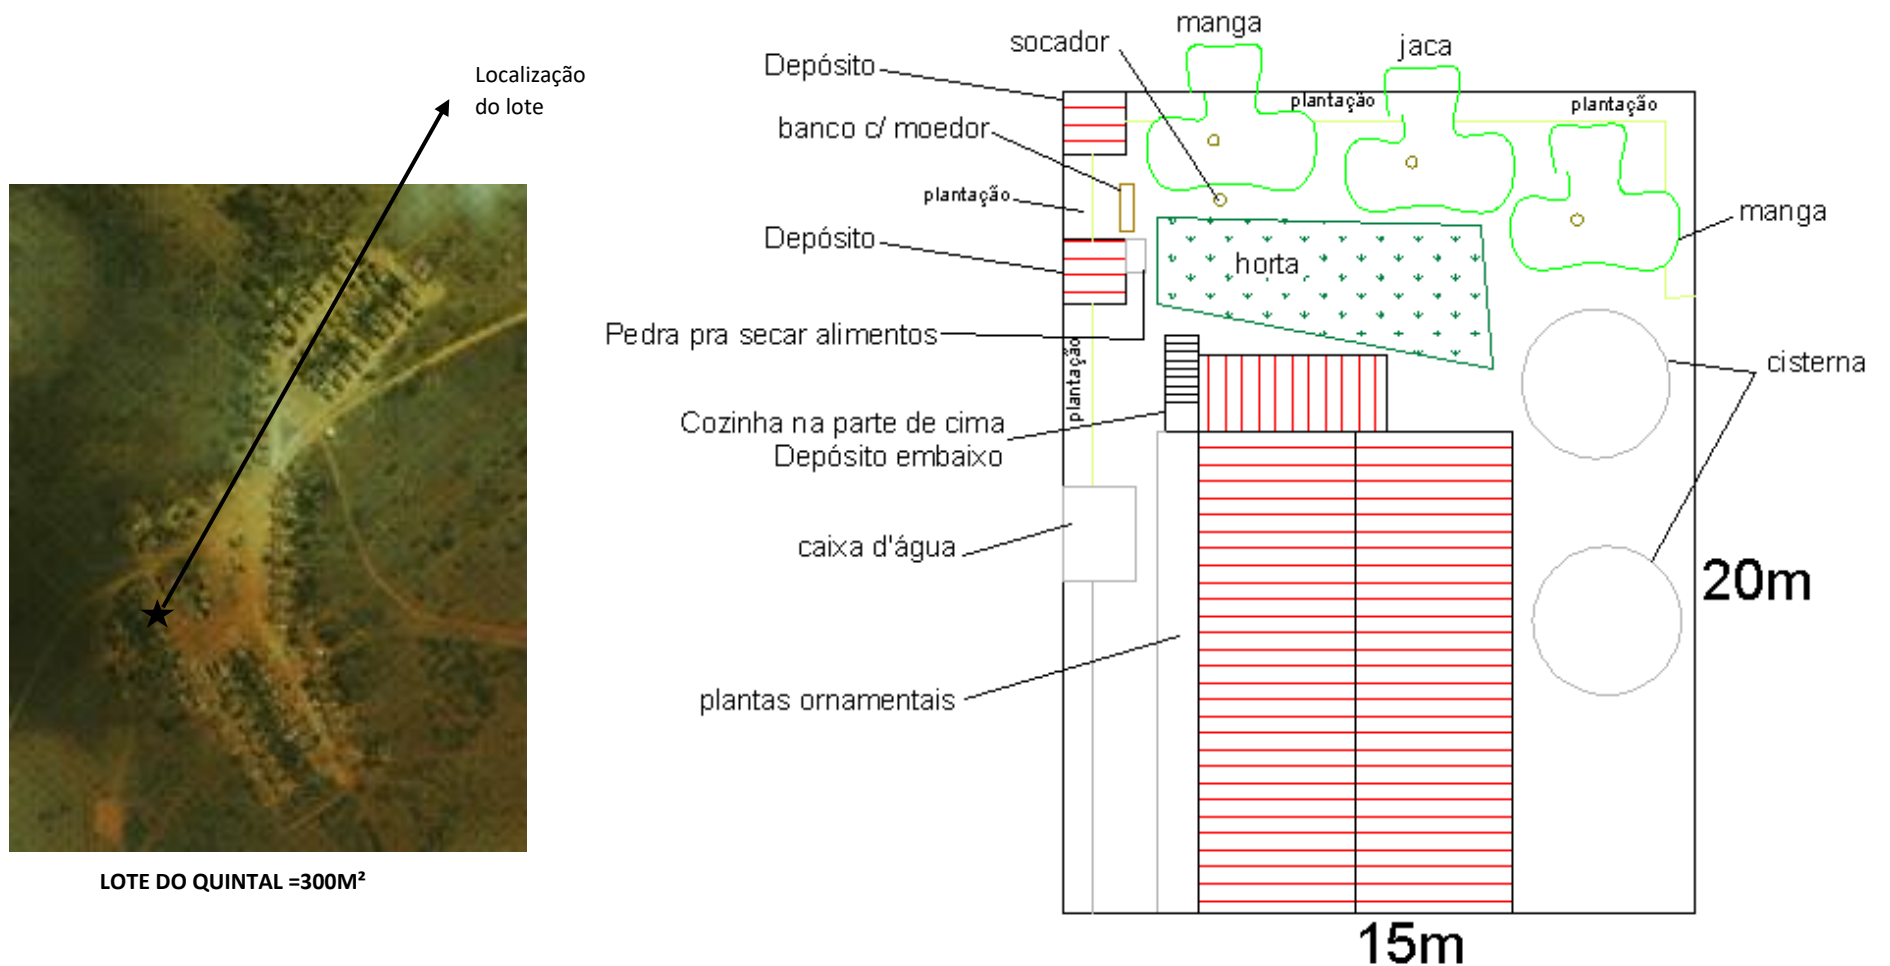 Localização
do lote
LOTE DO QUINTAL =300M²
manga
socador
jaca
Depósito
plantação
plantação
banco c/ moedor
plantação
manga
Depósito
horta
Pedra pra secar alimentos
plantação
cisterna
Cozinha na parte de cima
Depósito embaixo
caixa d'água
20m
plantas ornamentais
15m